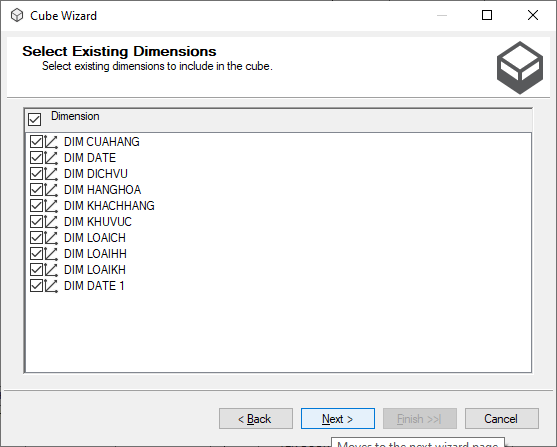 Cube Wizard
Select Existing Dimensions
Select existing dimensions to include in the cube.
Dimension
DIM CUAHANG
DIM DATE
DIM DICHVU
DIM HANGHOA
DIM KHACHHANG
DIM KHUVUC
DIM LOAICH
DIM LOAIHH
DIM LOAIKH
DIM DATE 1
< Back Next > Finish >>| Cancel
Moves to the next wizard page